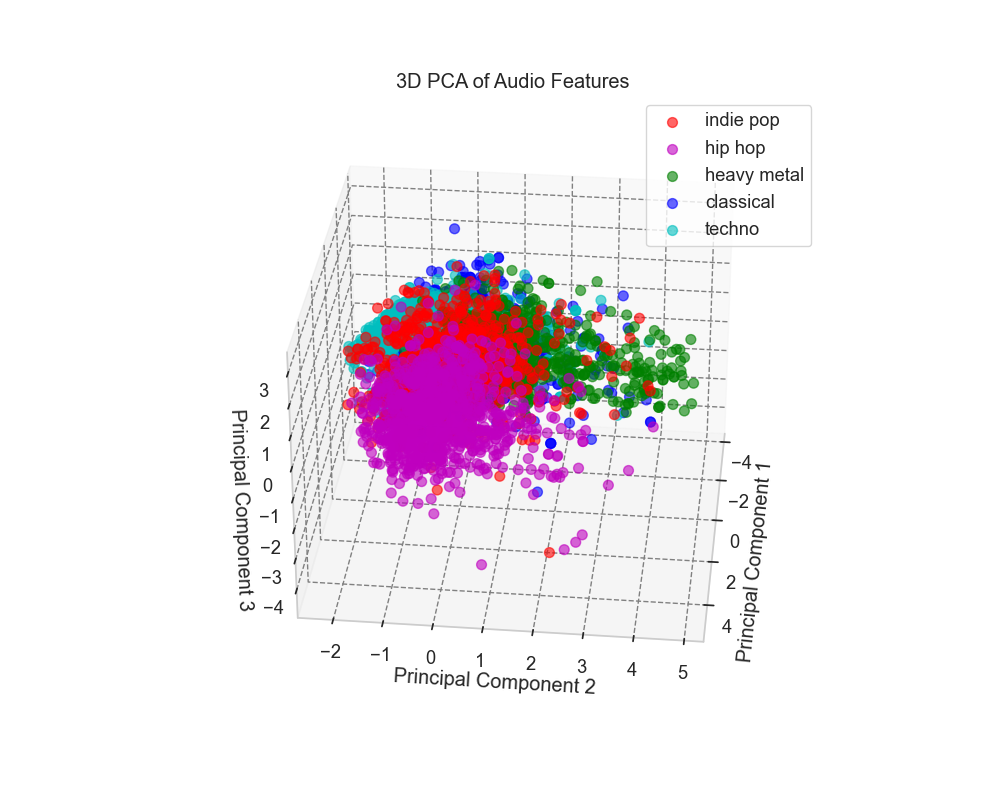 3D PCA of Audio Features
indie pop
hip hop
heavy metal
classical
techno
3
2
1
0
−1
−2
−3
−4
Principal Component 3
−2
−1
0
1
2
3
4
5
Principal Component 2
−4
−2
0
2
4
Principal Component 1